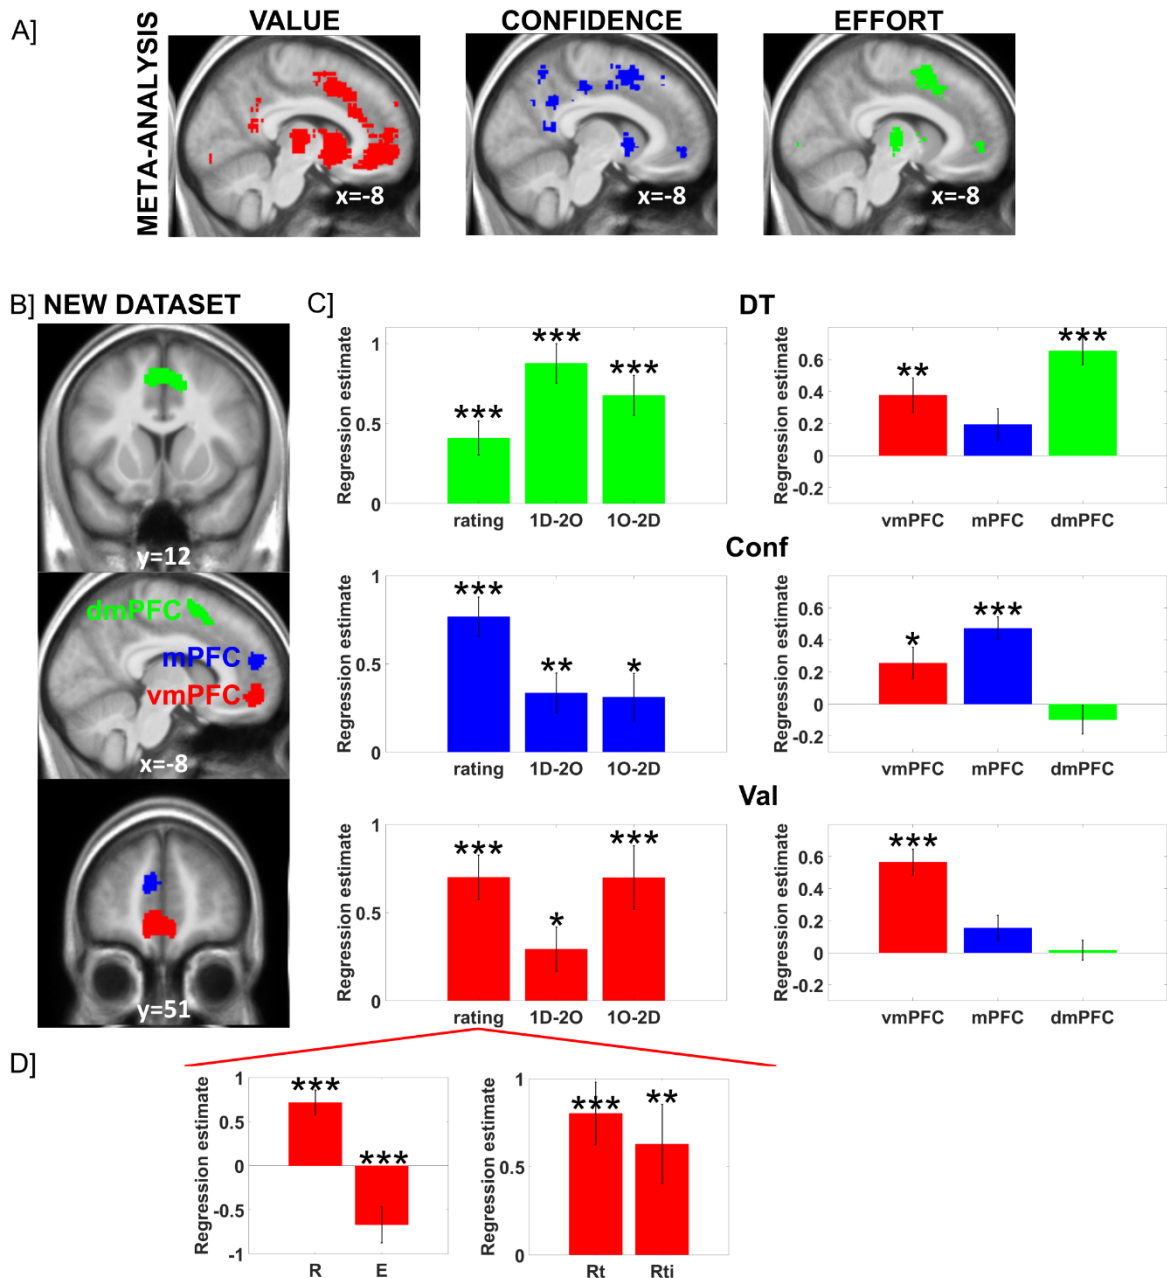 A]
META-ANALYSIS
VALUE
CONFIDENCE
EFFORT
x=-8
x=-8
x=-8
B] NEW DATASET
y=12
dmPFC
mPFC
vmPFC
x=-8
y=51
C]
DT
Regression estimate
1
0.5
0
***
***
***
rating 1D-2O 1O-2D
Regression estimate
0.6
0.4
0.2
0
-0.2
**
***
vmPFC mPFC dmPFC
Conf
Regression estimate
1
0.5
0
***
**
*
rating 1D-2O 1O-2D
Regression estimate
0.6
0.4
0.2
0
-0.2
*
***
vmPFC mPFC dmPFC
Val
Regression estimate
1
0.5
0
***
*
***
rating 1D-2O 1O-2D
Regression estimate
0.6
0.4
0.2
0
-0.2
***
vmPFC mPFC dmPFC
D]
Regression estimate
1
0.5
0
-0.5
-1
***
***
R E
Regression estimate
1
0.5
0
***
**
Rt Rti